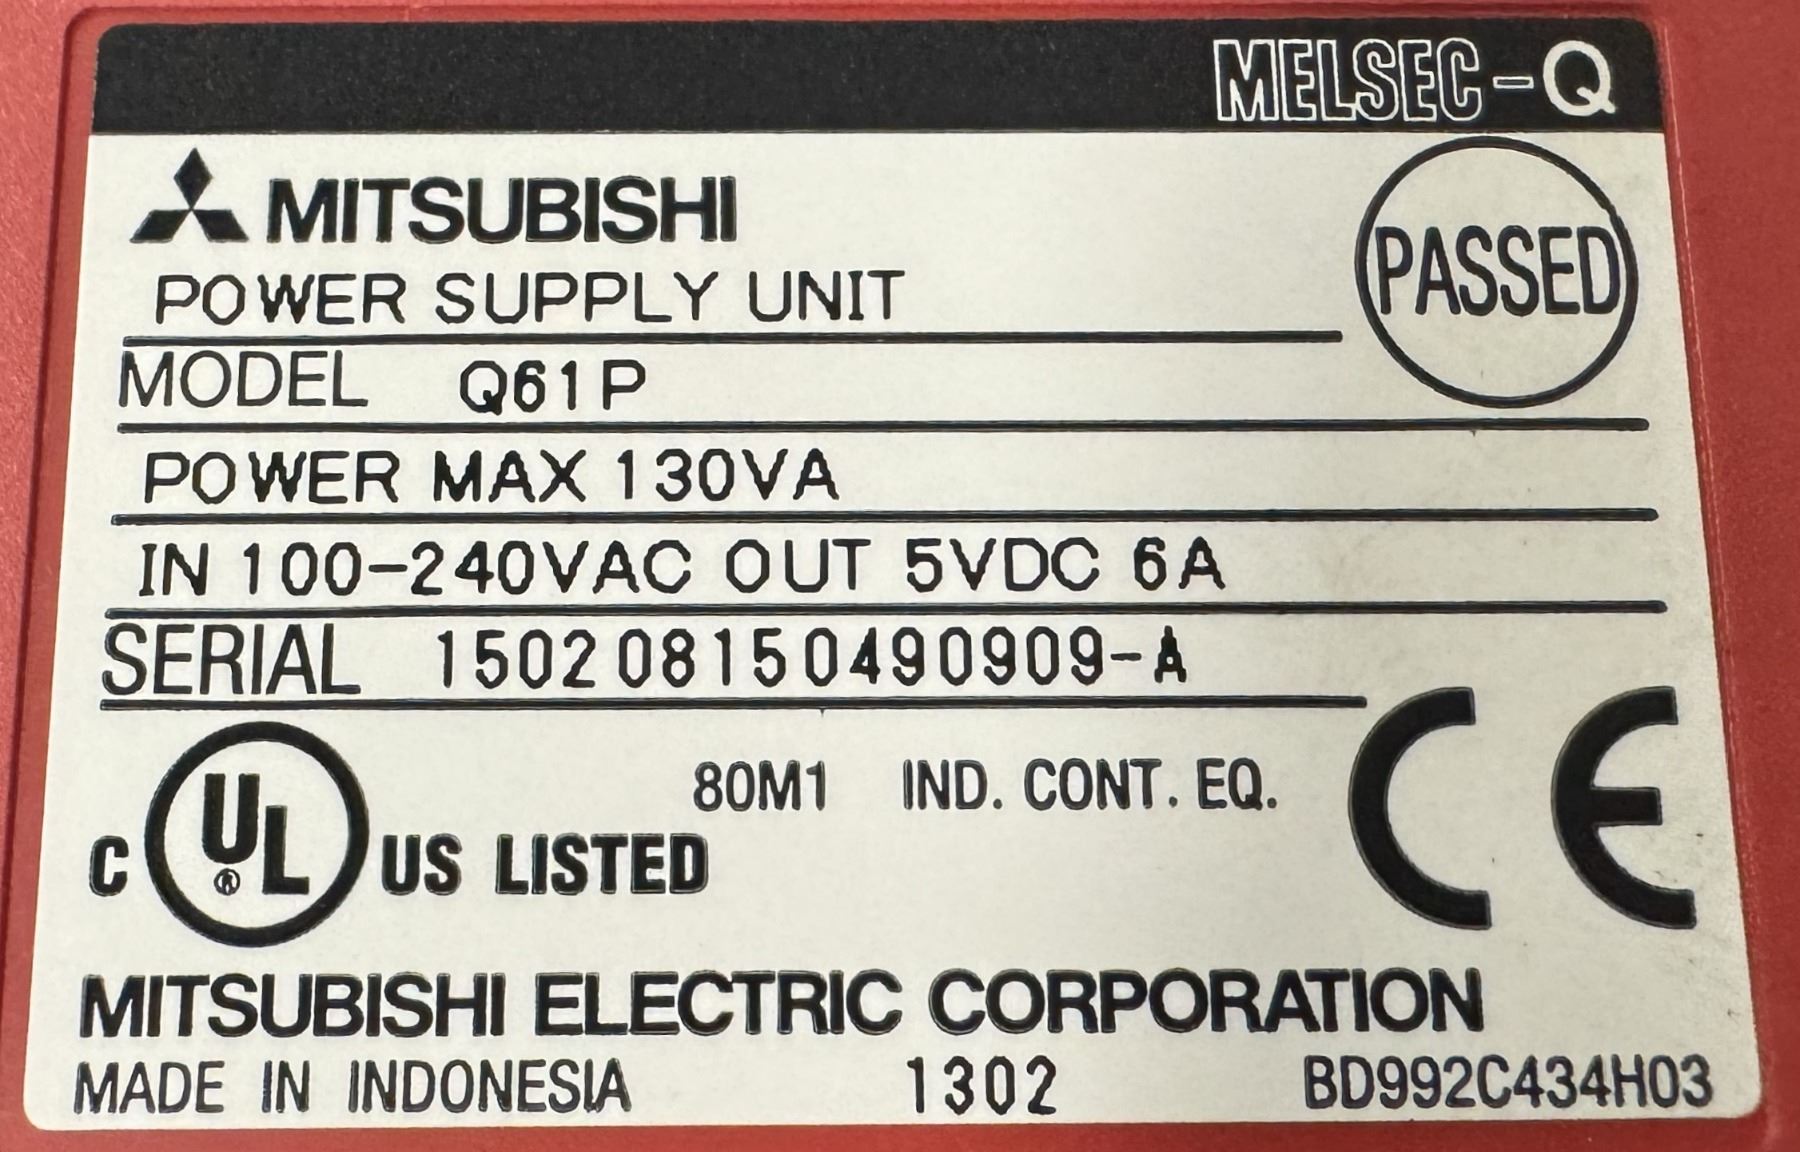 MELSEC-Q
MITSUBISHI
PASSED
POWER SUPPLY UNIT
MODEL Q61P
POWER MAX 130VA
IN 100-240VAC OUT 5VDC 6A
SERIAL 150208150490909-A
80M1 IND. CONT. EQ.
C UL® US LISTED
CE
MITSUBISHI ELECTRIC CORPORATION
MADE IN INDONESIA 1302 BD992C434H03